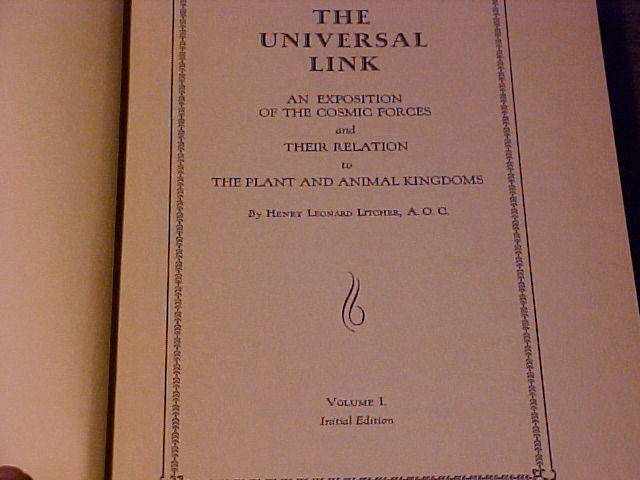 THE
UNIVERSAL
LINK
AN EXPOSITION
OF THE COSMIC FORCES
and
THEIR RELATION
to
THE PLANT AND ANIMAL KINGDOMS
By HENRY LEONARD LITCHER, A. O. C.
VOLUME I.
Initial Edition